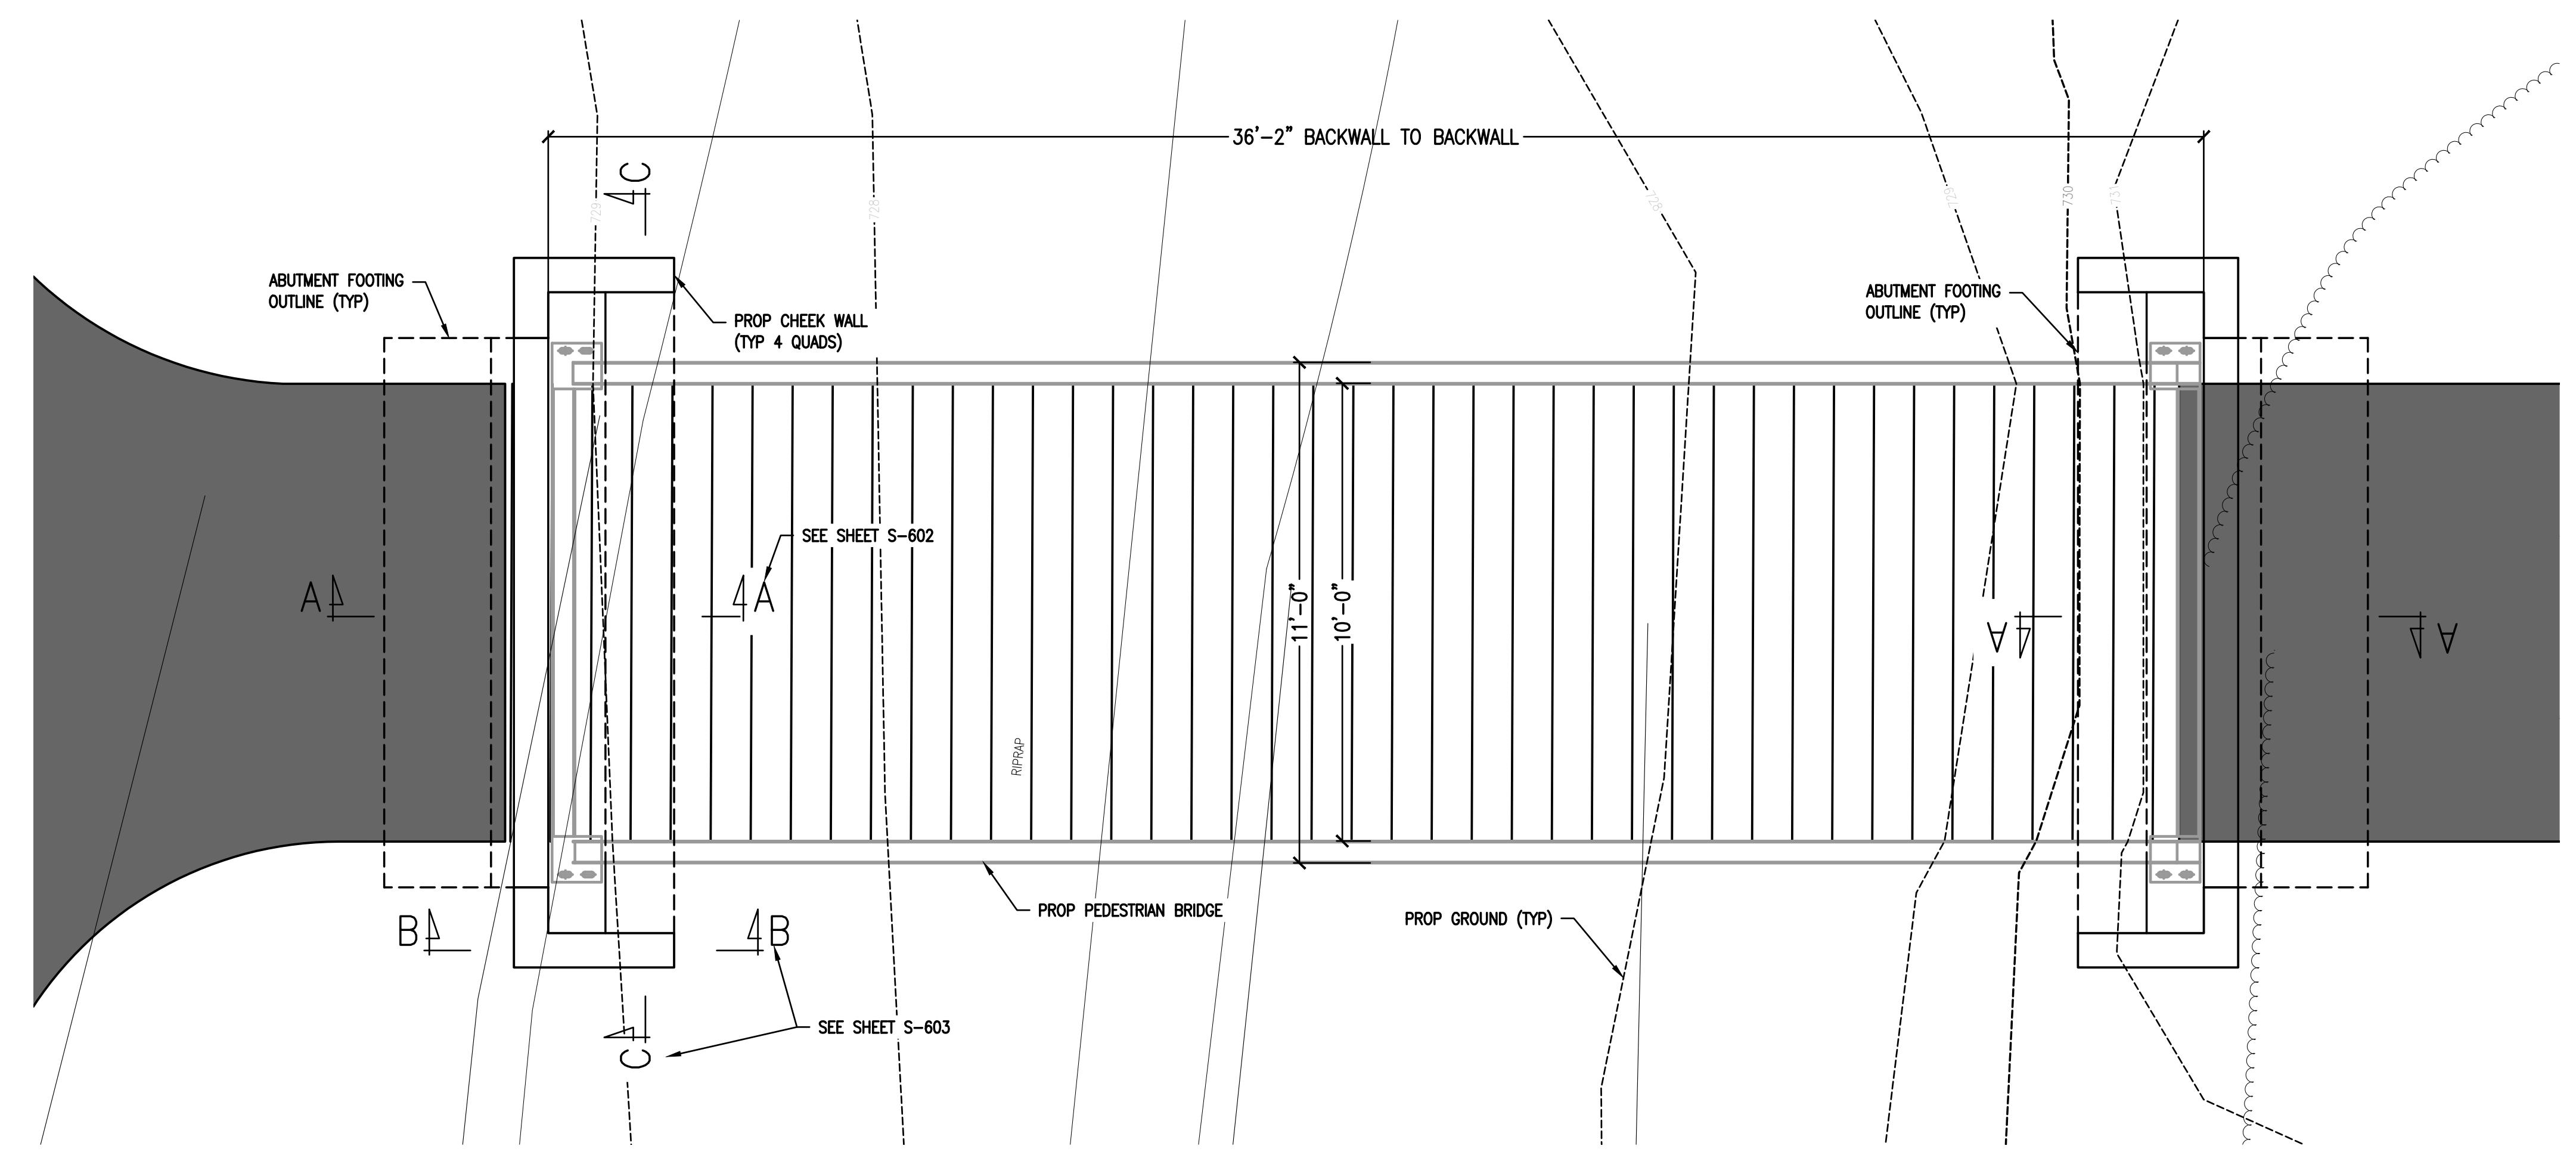 36'-2" BACKWALL TO BACKWALL
C
729
728
728
729
730
731
ABUTMENT FOOTING
OUTLINE (TYP)
PROP CHEEK WALL
(TYP 4 QUADS)
ABUTMENT FOOTING
OUTLINE (TYP)
SEE SHEET S-602
A
A
11'-0"
10'-0"
A
A
RIPRAP
B
B
PROP PEDESTRIAN BRIDGE
PROP GROUND (TYP)
SEE SHEET S-603
C